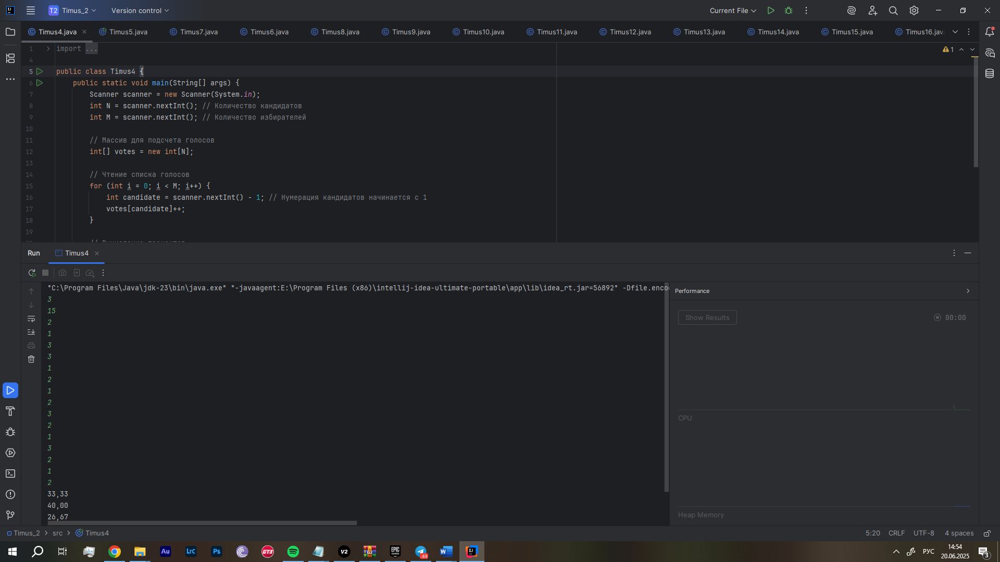 T2 Timus_2 Version control Current File
Timus4.java Timus5.java Timus7.java Timus6.java Timus8.java Timus9.java Timus10.java Timus11.java Timus12.java Timus13.java Timus14.java Timus15.java Timus16.jav
1 import ... 1
4
5 public class Timus4 {
6 public static void main(String[] args) {
7 Scanner scanner = new Scanner(System.in);
8 int N = scanner.nextInt(); // Количество кандидатов
9 int M = scanner.nextInt(); // Количество избирателей
10
11 // Массив для подсчета голосов
12 int[] votes = new int[N];
13
14 // Чтение списка голосов
15 for (int i = 0; i < M; i++) {
16 int candidate = scanner.nextInt() - 1; // Нумерация кандидатов начинается с 1
17 votes[candidate]++;
18 }
19
Run Timus4
"C:\Program Files\Java\jdk-23\bin\java.exe" "-javaagent:E:\Program Files (x86)\intellij-idea-ultimate-portable\app\lib\idea_rt.jar=56892" -Dfile.enco
3
15
2
1
3
3
1
2
1
2
3
2
1
3
2
1
2
33,33
40,00
26,67
Performance
Show Results 00:00
CPU
Heap Memory
Timus_2 > src > Timus4 5:20 CRLF UTF-8 4 spaces
Au Lrc Ps GT3 V2 EPIC GAMES .69 W IJ РУС 14:54
20.06.2025 3